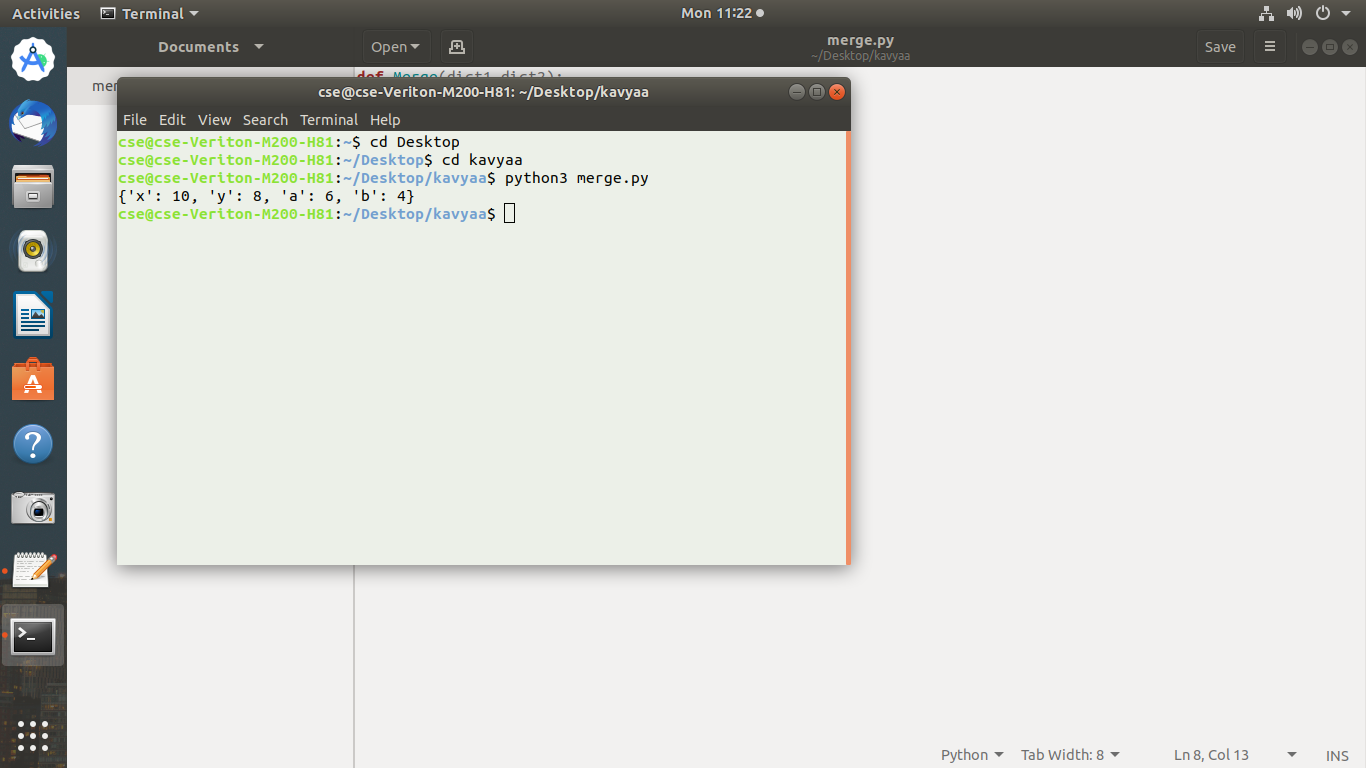 Activities Terminal Mon 11:22
Documents Open merge.py Save
~/Desktop/kavyaa
def Merge(dict1,dict2):
mer
cse@cse-Veriton-M200-H81: ~/Desktop/kavyaa
File Edit View Search Terminal Help
cse@cse-Veriton-M200-H81:~$ cd Desktop
cse@cse-Veriton-M200-H81:~/Desktop$ cd kavyaa
cse@cse-Veriton-M200-H81:~/Desktop/kavyaa$ python3 merge.py
{'x': 10, 'y': 8, 'a': 6, 'b': 4}
cse@cse-Veriton-M200-H81:~/Desktop/kavyaa$
Python Tab Width: 8 Ln 8, Col 13 INS